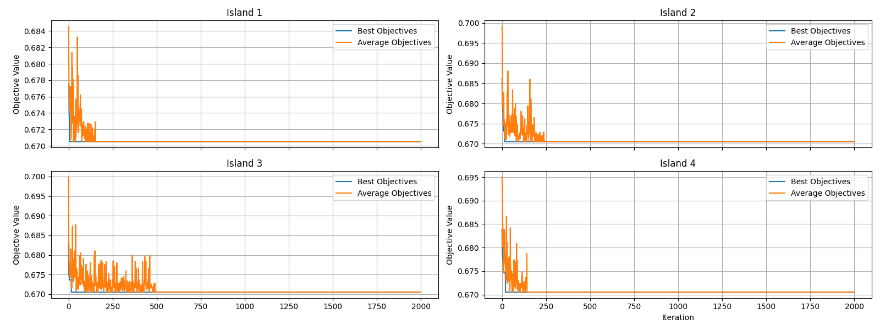 Island 1
Objective Value
0.684
0.682
0.680
0.678
0.676
0.674
0.672
0.670
Best Objectives
Average Objectives
Island 2
Objective Value
0.700
0.695
0.690
0.685
0.680
0.675
0.670
Best Objectives
Average Objectives
Island 3
Objective Value
0.700
0.695
0.690
0.685
0.680
0.675
0.670
Best Objectives
Average Objectives
0 250 500 750 1000 1250 1500 1750 2000
Island 4
Objective Value
0.695
0.690
0.685
0.680
0.675
0.670
Best Objectives
Average Objectives
0 250 500 750 1000 1250 1500 1750 2000
Iteration